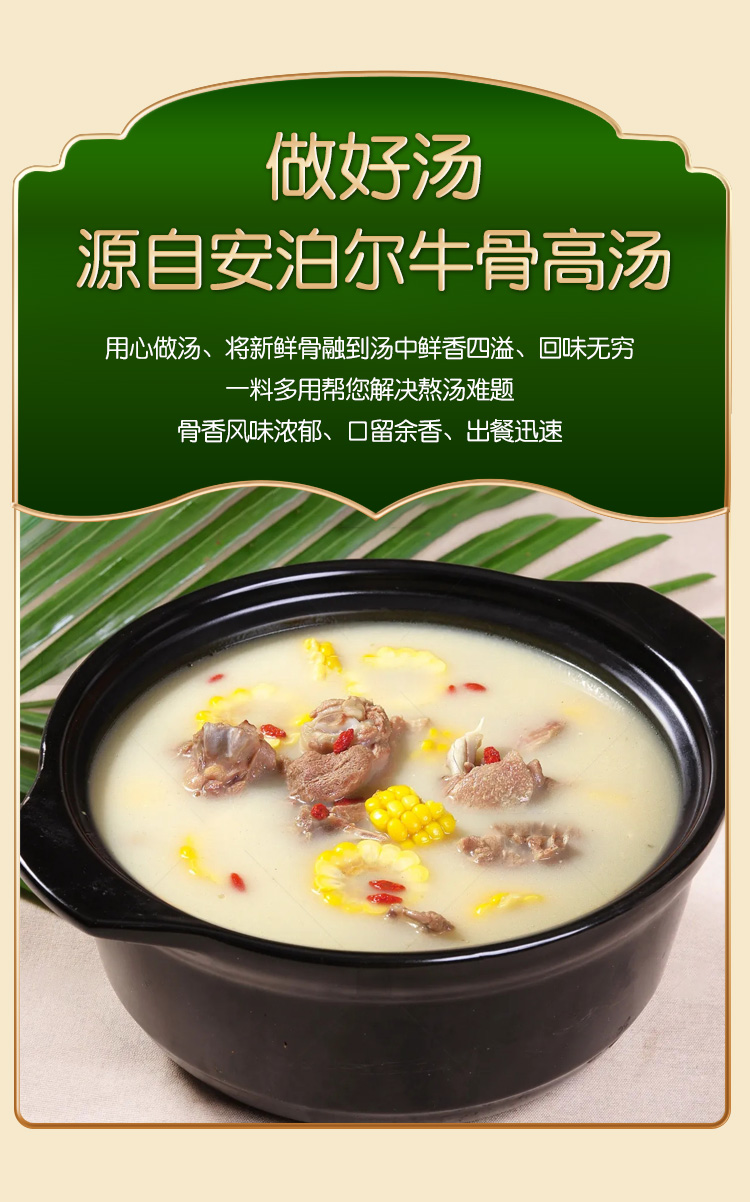 做好汤
源自安泊尔牛骨高汤
用心做汤、将新鲜骨融到汤中鲜香四溢、回味无穷
一料多用帮您解决熬汤难题
骨香风味浓郁、口留余香、出餐迅速